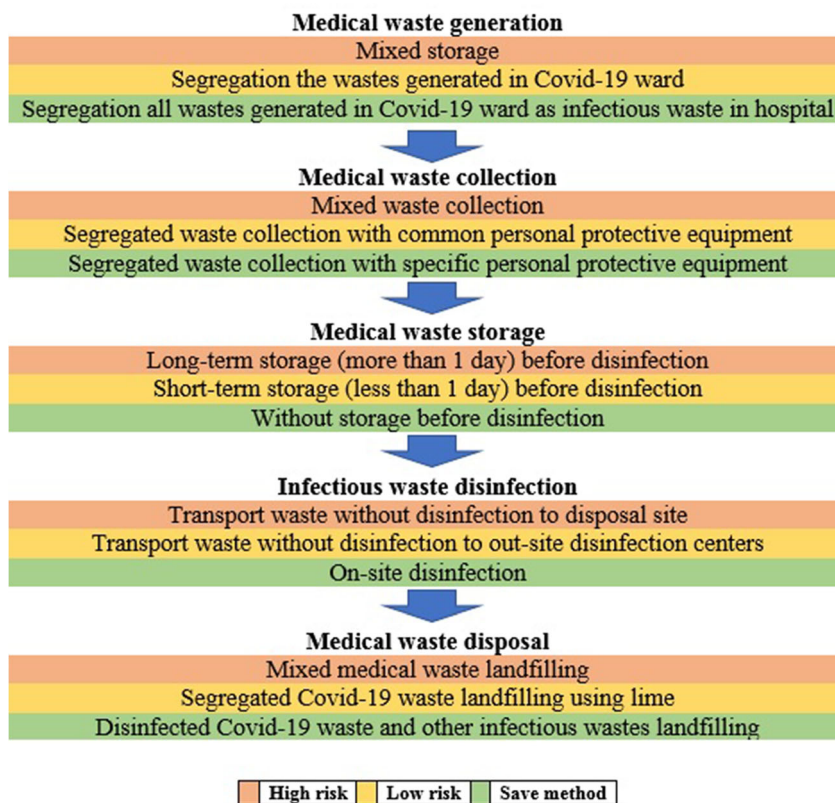 Medical waste generation
Mixed storage
Segregation the wastes generated in Covid-19 ward
Segregation all wastes generated in Covid-19 ward as infectious waste in hospital
Medical waste collection
Mixed waste collection
Segregated waste collection with common personal protective equipment
Segregated waste collection with specific personal protective equipment
Medical waste storage
Long-term storage (more than 1 day) before disinfection
Short-term storage (less than 1 day) before disinfection
Without storage before disinfection
Infectious waste disinfection
Transport waste without disinfection to disposal site
Transport waste without disinfection to out-site disinfection centers
On-site disinfection
Medical waste disposal
Mixed medical waste landfilling
Segregated Covid-19 waste landfilling using lime
Disinfected Covid-19 waste and other infectious wastes landfilling
High risk Low risk Save method